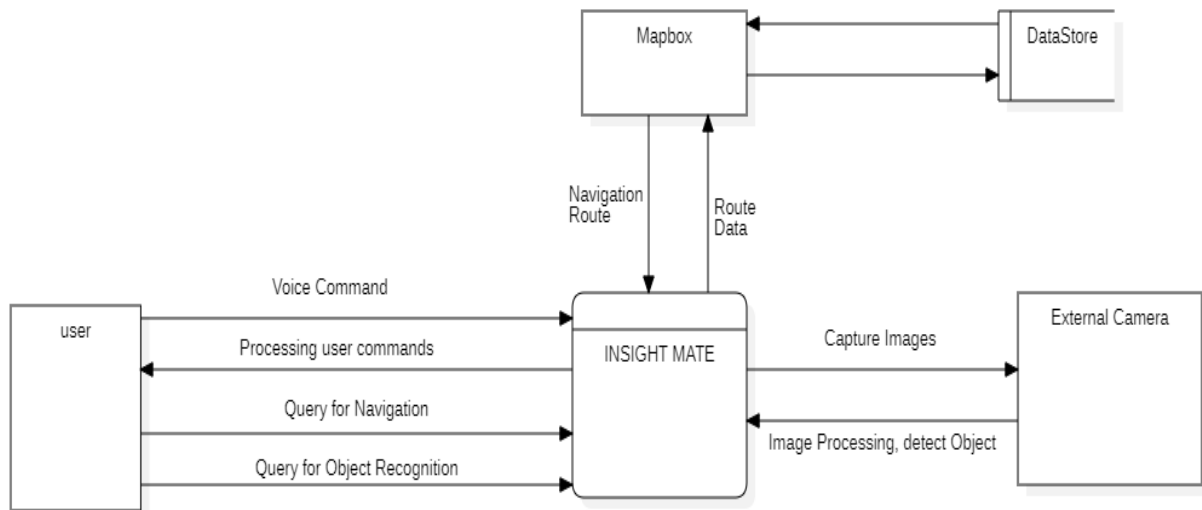 Mapbox
DataStore
Navigation
Route
Route
Data
Voice Command
user
External Camera
Processing user commands
INSIGHT MATE
Capture Images
Query for Navigation
Image Processing, detect Object
Query for Object Recognition